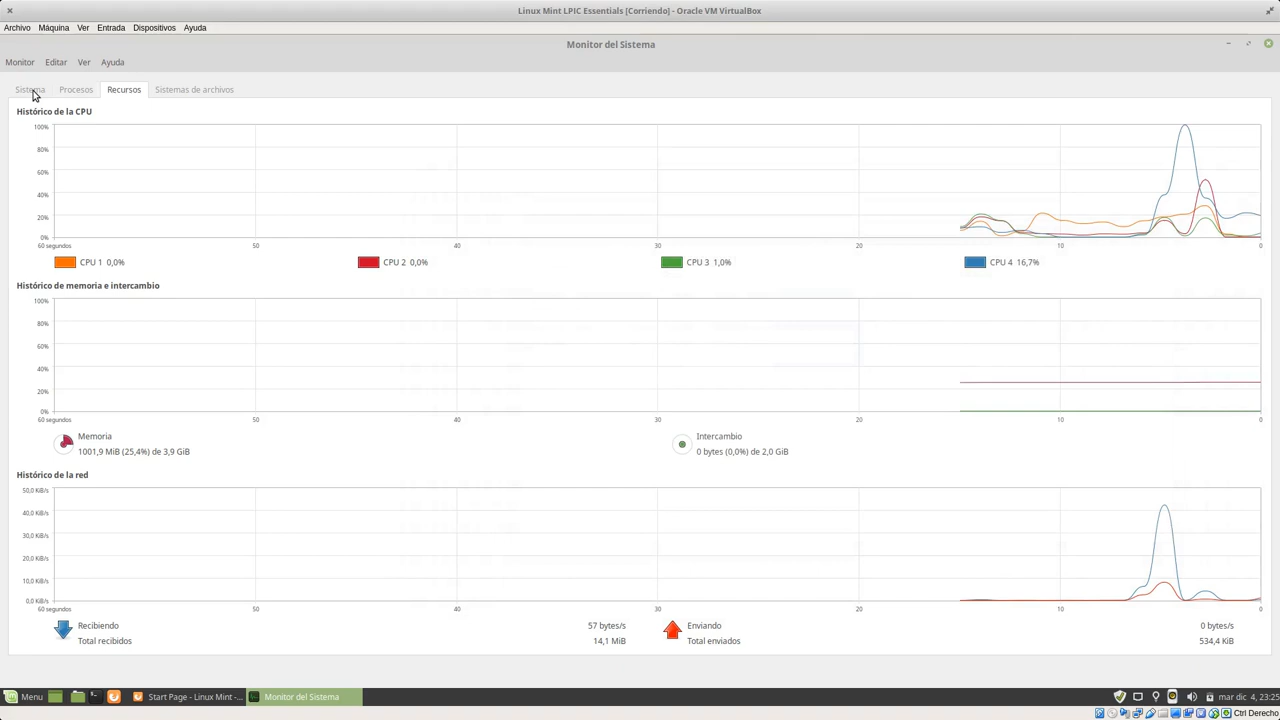 Linux Mint LPIC Essentials [Corriendo] - Oracle VM VirtualBox
Archivo Máquina Ver Entrada Dispositivos Ayuda
Monitor del Sistema
Monitor Editar Ver Ayuda
Sistema Procesos Recursos Sistemas de archivos
Histórico de la CPU
100%
80%
60%
40%
20%
0%
60 segundos 50 40 30 20 10 0
CPU 1 0,0% CPU 2 0,0% CPU 3 1,0% CPU 4 16,7%
Histórico de memoria e intercambio
100%
80%
60%
40%
20%
0%
60 segundos 50 40 30 20 10 0
Memoria Intercambio
1001,9 MiB (25,4%) de 3,9 GiB 0 bytes (0,0%) de 2,0 GiB
Histórico de la red
50,0 KiB/s
40,0 KiB/s
30,0 KiB/s
20,0 KiB/s
10,0 KiB/s
0,0 KiB/s
60 segundos 50 40 30 20 10 0
Recibiendo 57 bytes/s Enviando 0 bytes/s
Total recibidos 14,1 MiB Total enviados 534,4 KiB
Menu Start Page - Linux Mint -... Monitor del Sistema mar dic 4, 23:25
Ctrl Derecho